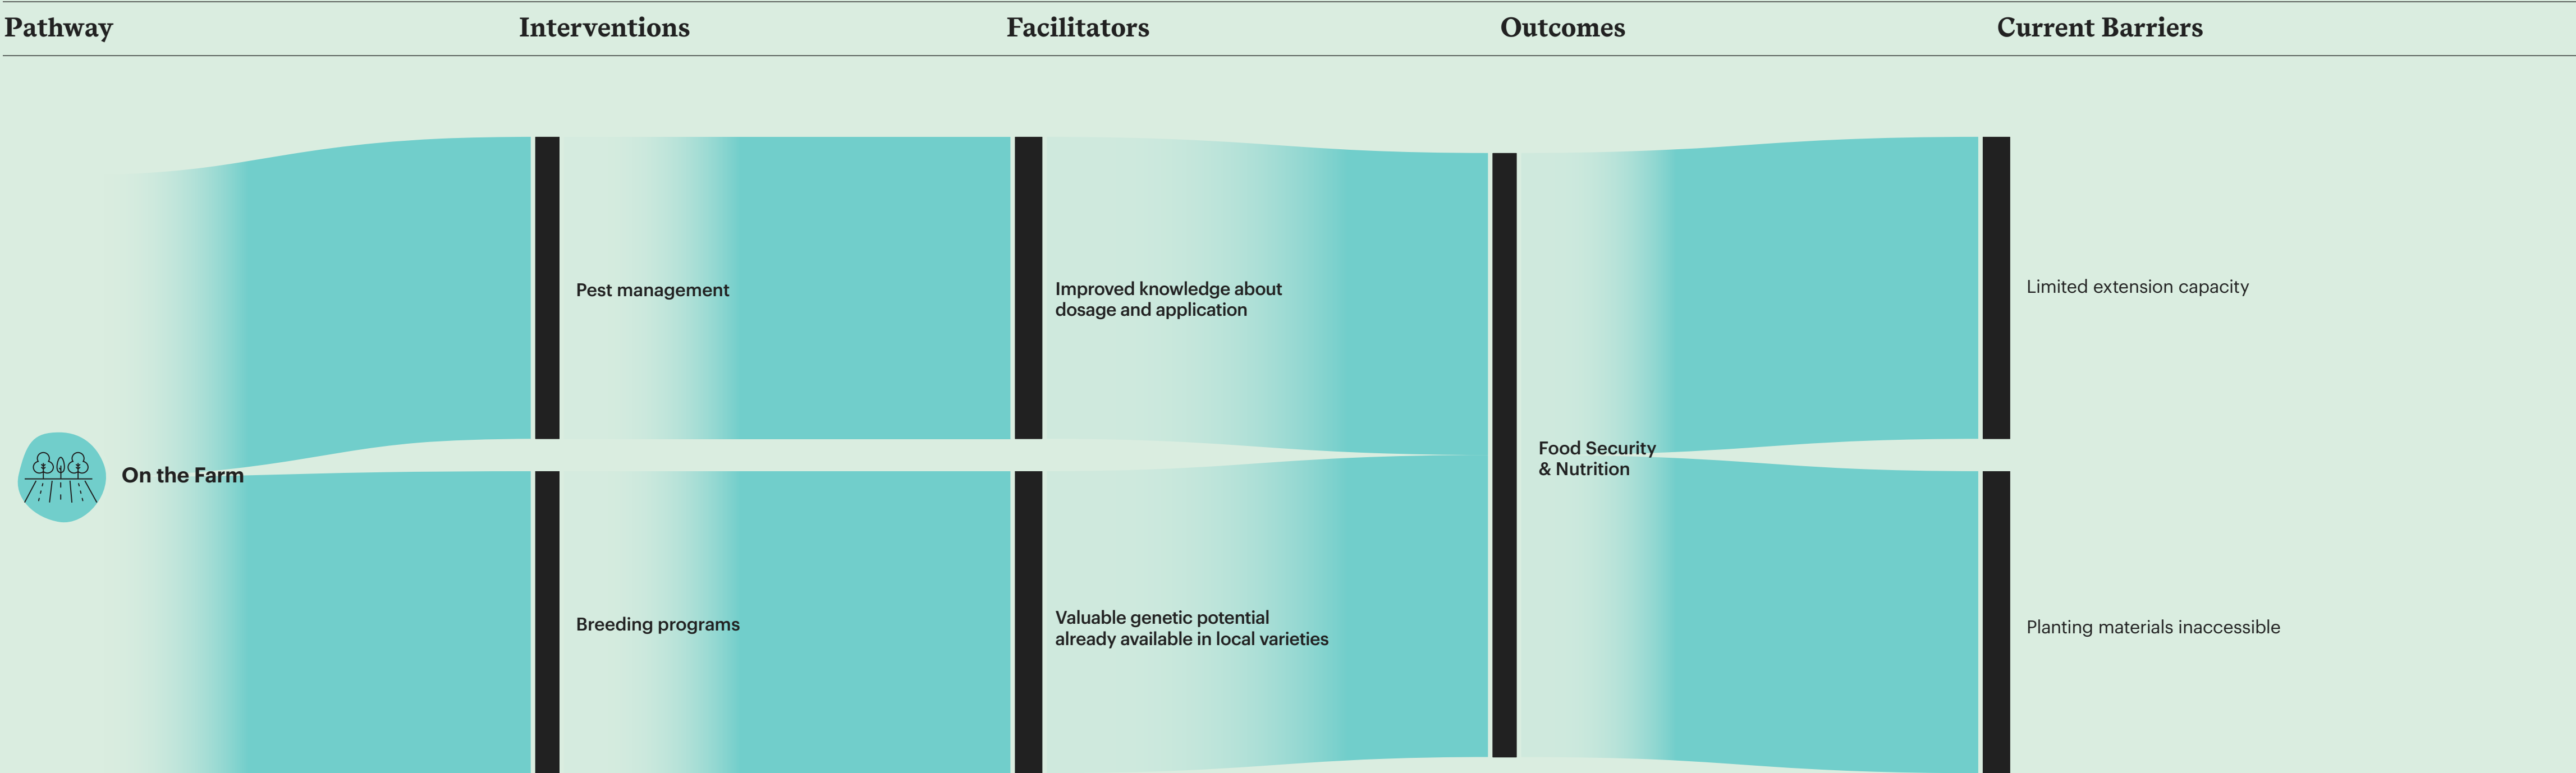 Pathway
Interventions
Facilitators
Outcomes
Current Barriers
Pest management
Improved knowledge about
dosage and application
Limited extension capacity
On the Farm
Food Security
& Nutrition
Breeding programs
Valuable genetic potential
already available in local varieties
Planting materials inaccessible